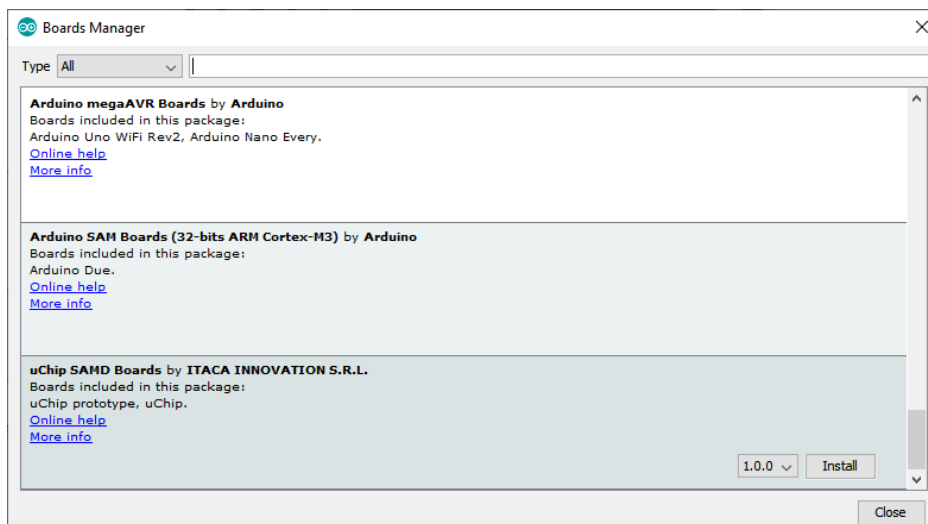 Boards Manager
Type All
Arduino megaAVR Boards by Arduino
Boards included in this package:
Arduino Uno WiFi Rev2, Arduino Nano Every.
Online help
More info
Arduino SAM Boards (32-bits ARM Cortex-M3) by Arduino
Boards included in this package:
Arduino Due.
Online help
More info
uChip SAMD Boards by ITACA INNOVATION S.R.L.
Boards included in this package:
uChip prototype, uChip.
Online help
More info
1.0.0 Install
Close